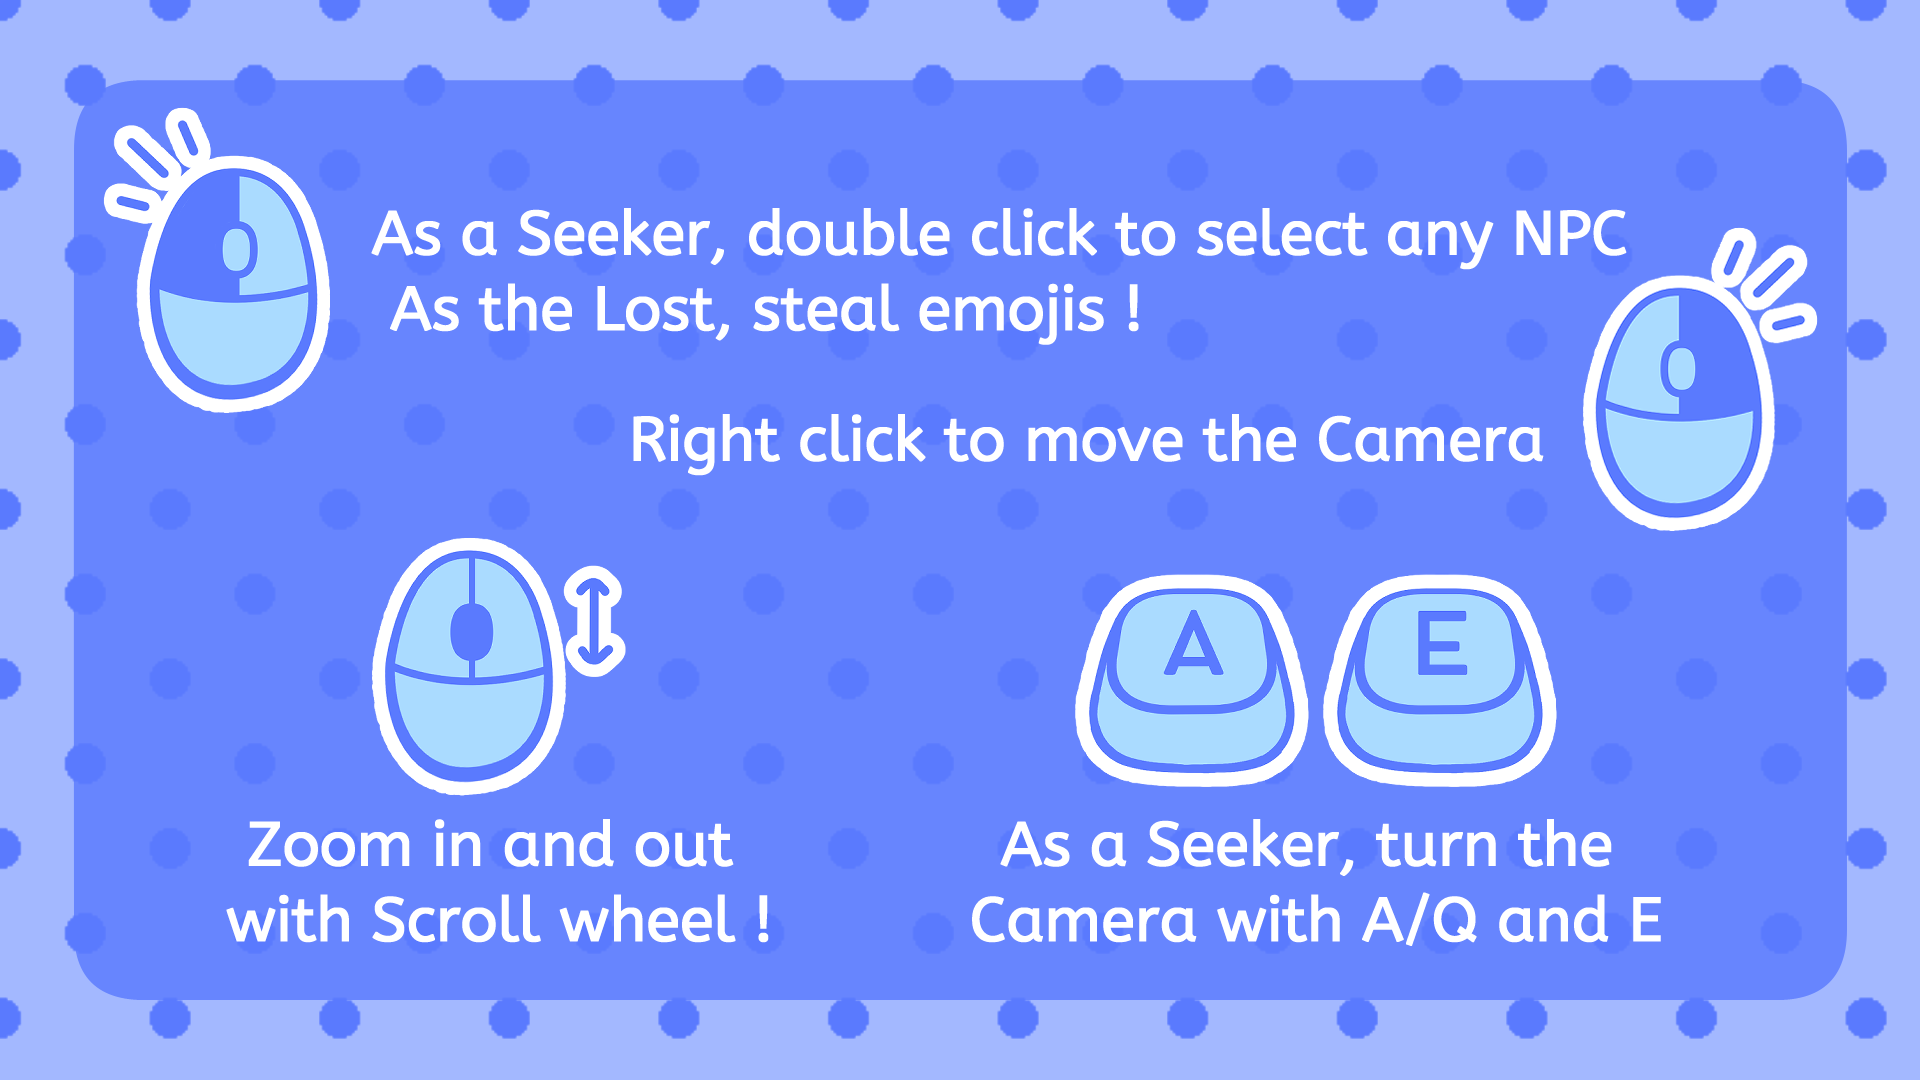 As a Seeker, double click to select any NPC
As the Lost, steal emojis !
Right click to move the Camera
A
E
Zoom in and out
with Scroll wheel !
As a Seeker, turn the
Camera with A/Q and E